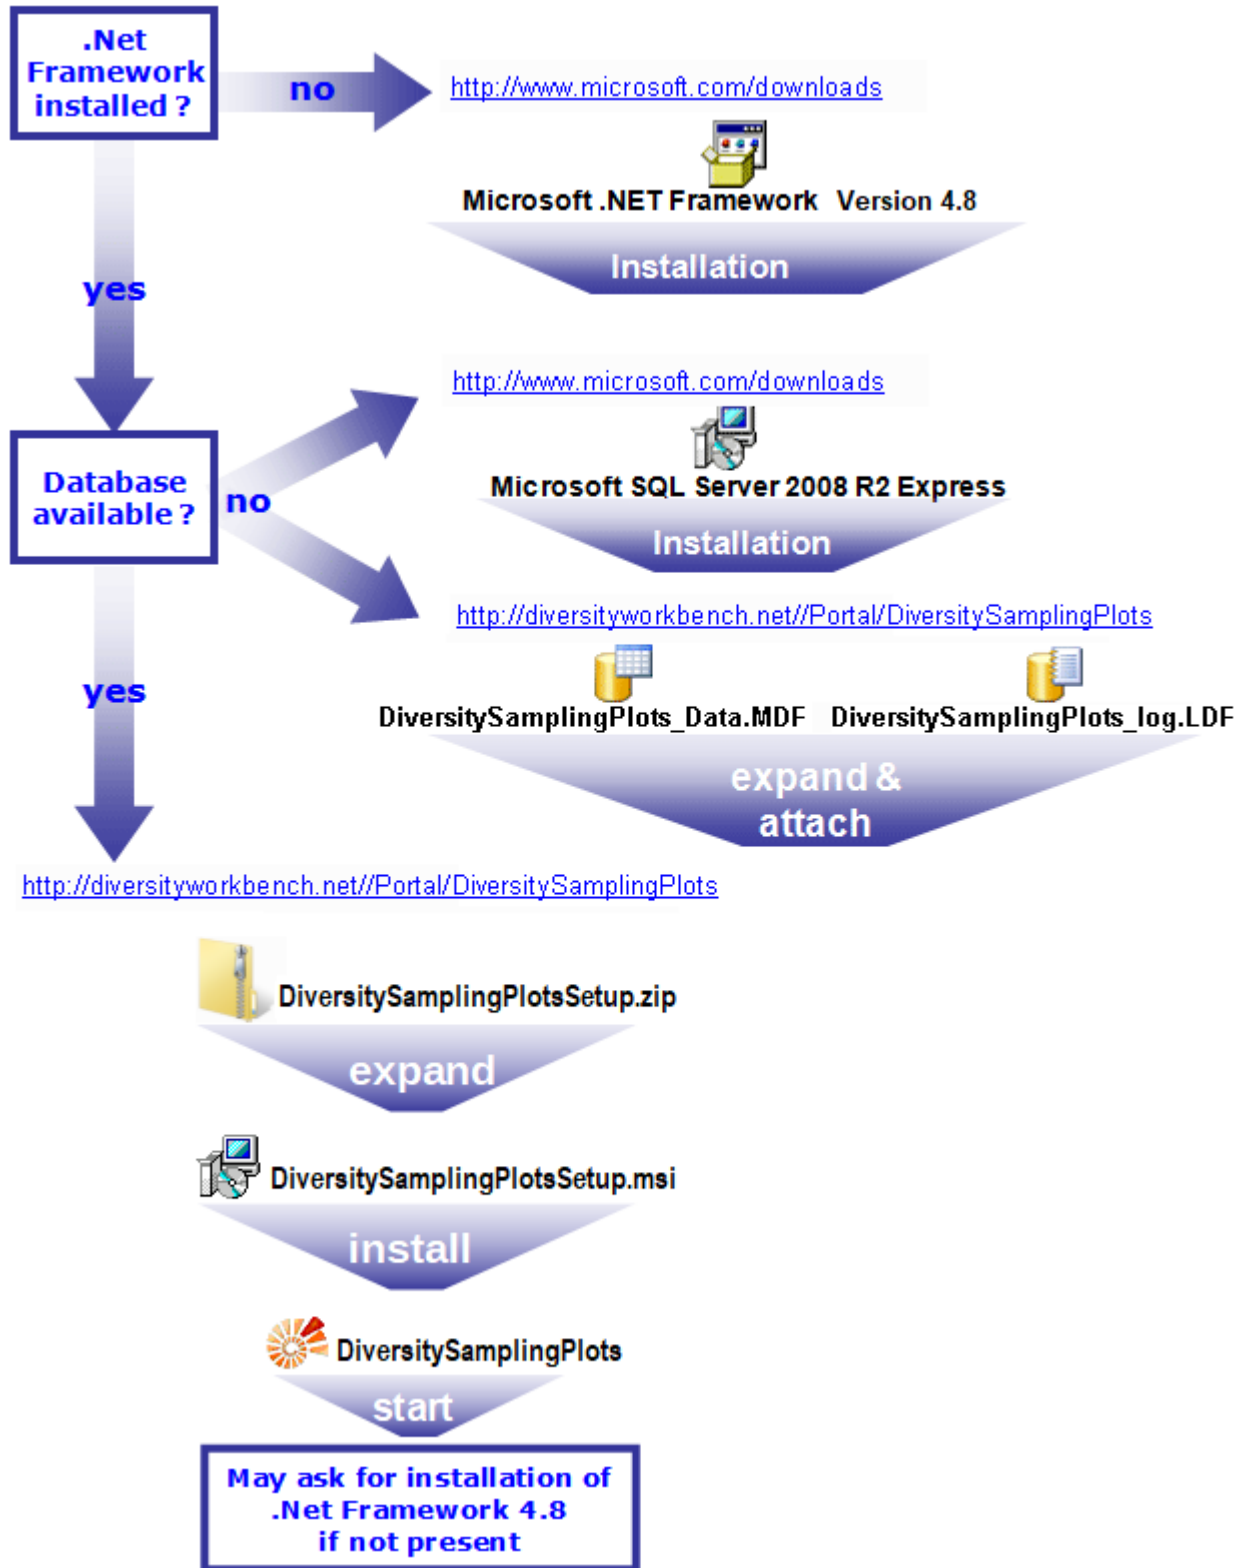 .Net
Framework
installed ?
no
http://www.microsoft.com/downloads
Microsoft .NET Framework Version 4.8
Installation
yes
http://www.microsoft.com/downloads
Microsoft SQL Server 2008 R2 Express
Installation
Database
available ?
no
http://diversityworkbench.net//Portal/DiversitySamplingPlots
DiversitySamplingPlots_Data.MDF DiversitySamplingPlots_log.LDF
expand &
attach
yes
http://diversityworkbench.net//Portal/DiversitySamplingPlots
DiversitySamplingPlotsSetup.zip
expand
DiversitySamplingPlotsSetup.msi
install
DiversitySamplingPlots
start
May ask for installation of
.Net Framework 4.8
if not present